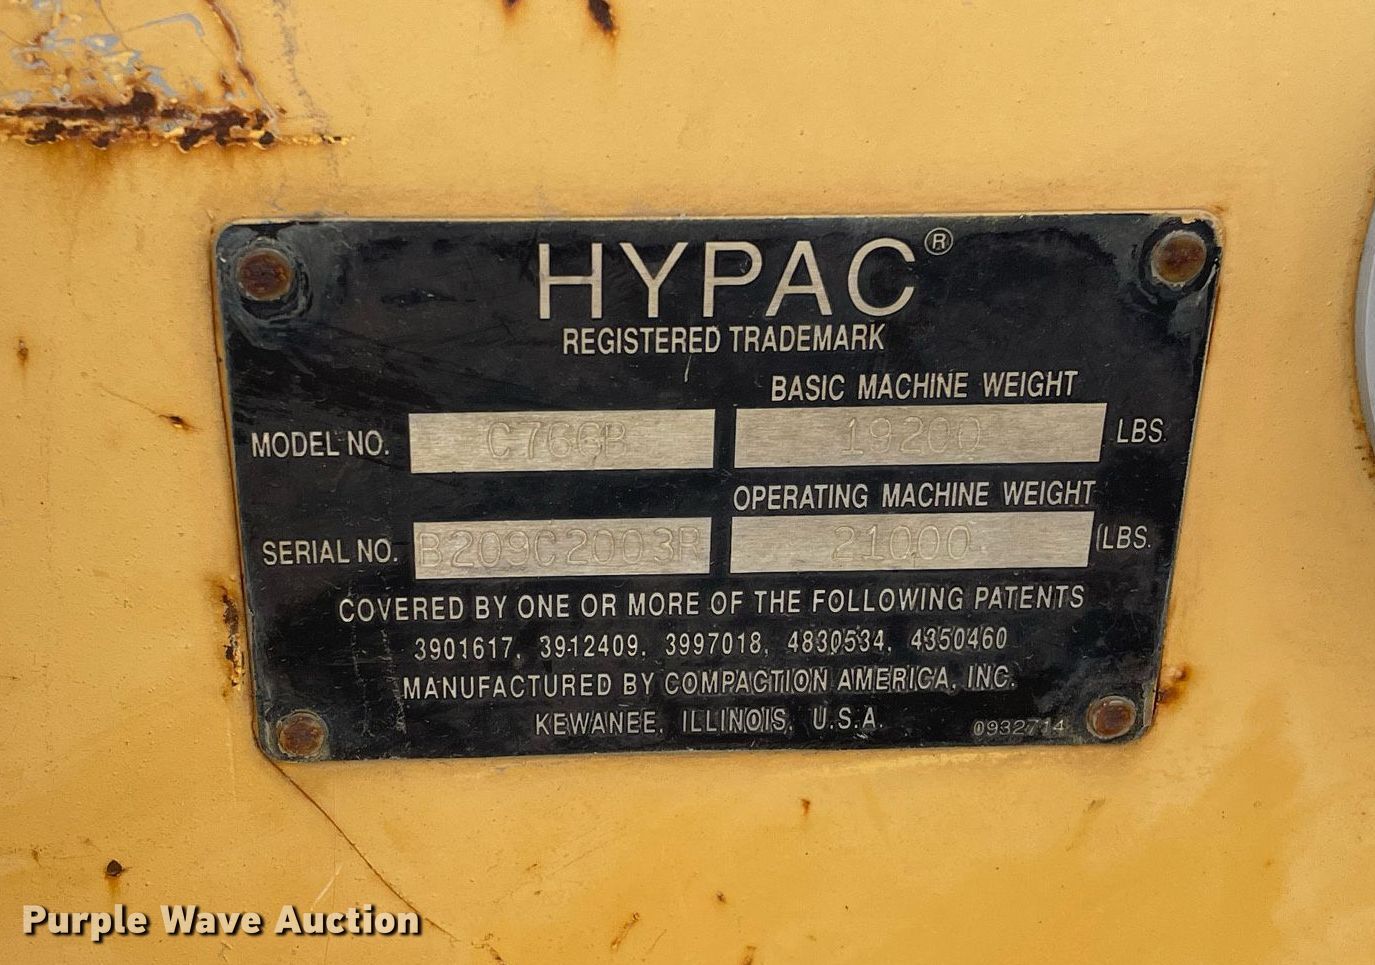 HYPAC®
REGISTERED TRADEMARK
BASIC MACHINE WEIGHT
MODEL NO. C766B 19200 LBS.
OPERATING MACHINE WEIGHT
SERIAL NO. B209C2003R 21000 LBS.
COVERED BY ONE OR MORE OF THE FOLLOWING PATENTS
3901617, 3912409, 3997018, 4830534, 4350460
MANUFACTURED BY COMPACTION AMERICA, INC.
KEWANEE, ILLINOIS, U.S.A.
0932714
Purple Wave Auction